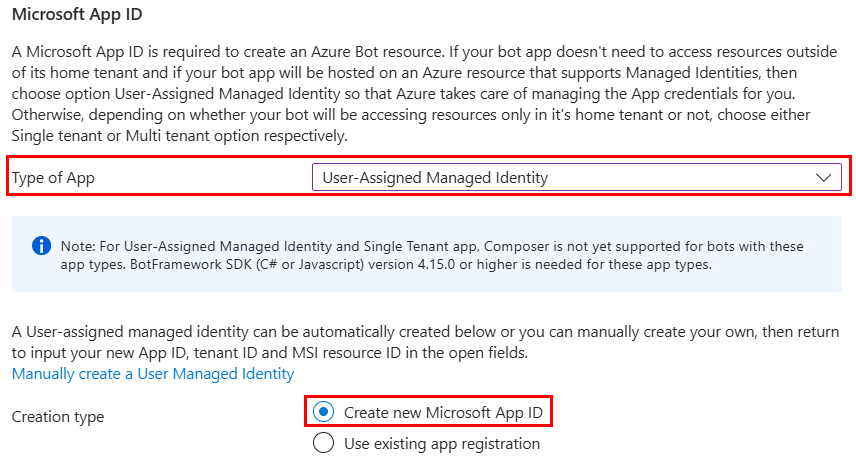 Microsoft App ID
A Microsoft App ID is required to create an Azure Bot resource. If your bot app doesn't need to access resources outside
of its home tenant and if your bot app will be hosted on an Azure resource that supports Managed Identities, then
choose option User-Assigned Managed Identity so that Azure takes care of managing the App credentials for you.
Otherwise, depending on whether your bot will be accessing resources only in it's home tenant or not, choose either
Single tenant or Multi tenant option respectively.
Type of App
User-Assigned Managed Identity
Note: For User-Assigned Managed Identity and Single Tenant app, Composer is not yet supported for bots with these
app types. BotFramework SDK (C# or Javascript) version 4.15.0 or higher is needed for these app types.
A User-assigned managed identity can be automatically created below or you can manually create your own, then return
to input your new App ID, tenant ID and MSI resource ID in the open fields.
Manually create a User Managed Identity
Creation type
Create new Microsoft App ID
Use existing app registration